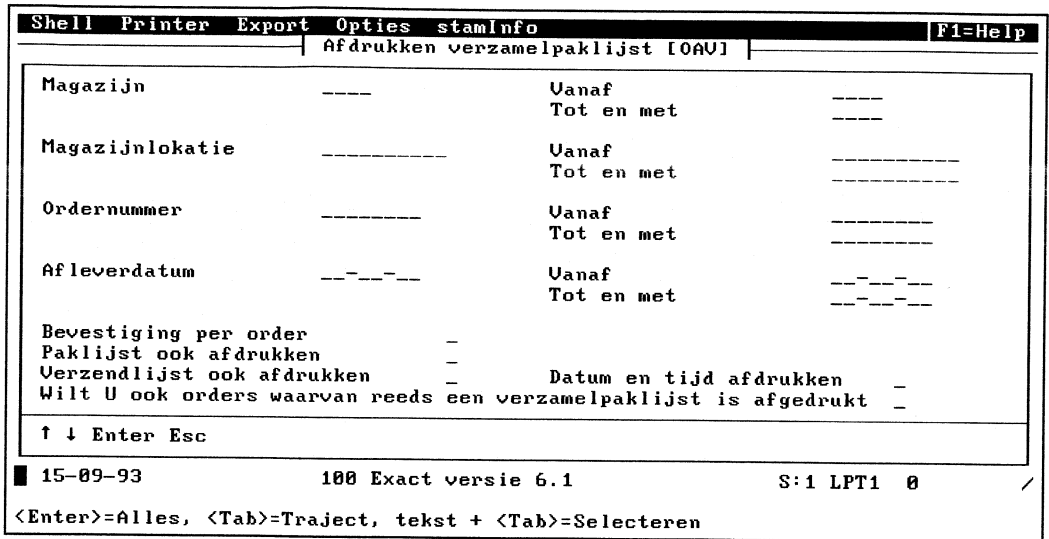 Shell Printer Export Opties stamInfo F1=Help
Afdrukken verzamelpaklijst [OAV]
Magazijn ____ Vanaf ____
Tot en met ____
Magazijnlokatie __________ Vanaf __________
Tot en met __________
Ordernummer ________ Vanaf ________
Tot en met ________
Afleverdatum __-__-__ Vanaf __-__-__
Tot en met __-__-__
Bevestiging per order _
Paklijst ook afdrukken _
Verzendlijst ook afdrukken _ Datum en tijd afdrukken _
Wilt U ook orders waarvan reeds een verzamelpaklijst is afgedrukt _
↑ ↓ Enter Esc
15-09-93 100 Exact versie 6.1 S:1 LPT1 0 /
<Enter>=Alles, <Tab>=Traject, tekst + <Tab>=Selecteren